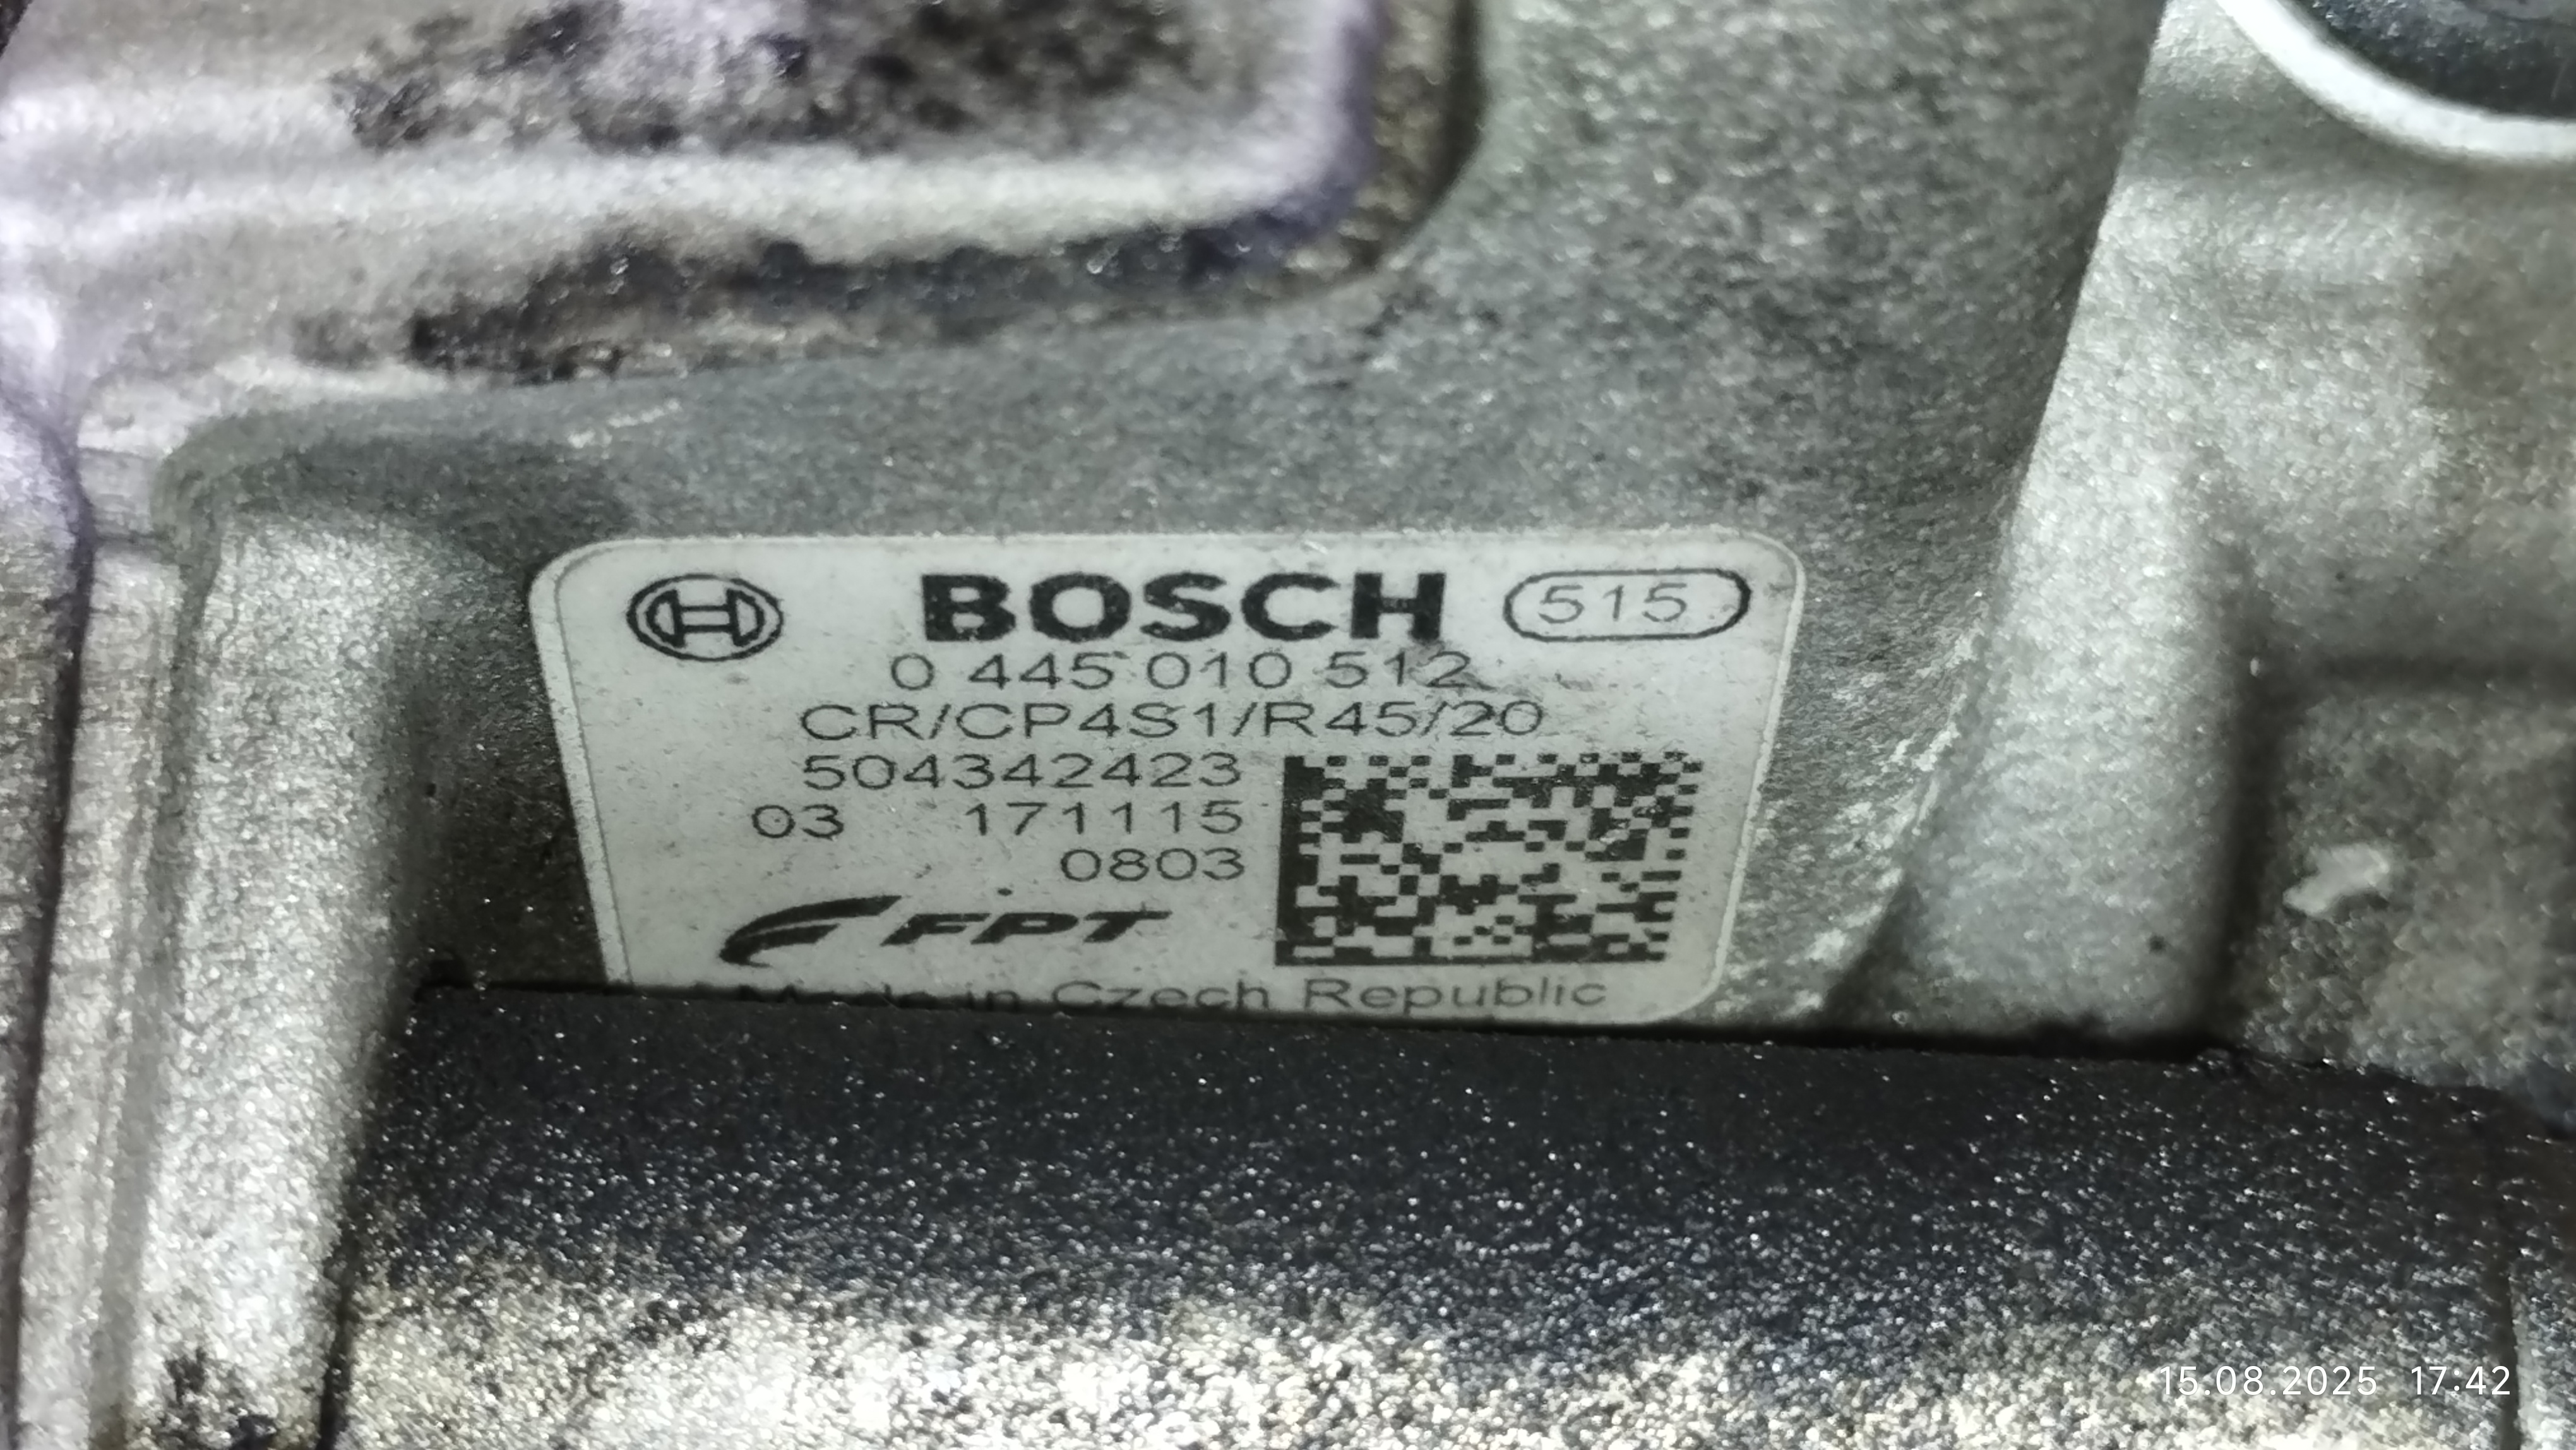 BOSCH 515
0 445 010 512
CR/CP4S1/R45/20
504342423
03 171115
0803
FPT
Made in Czech Republic
15.08.2025 17:42